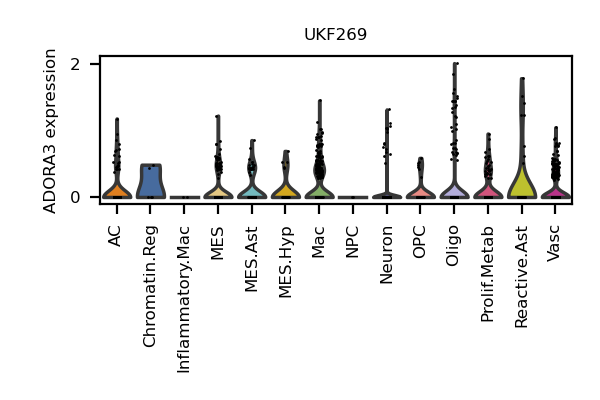 UKF269
ADORA3 expression
2
0
AC
Chromatin.Reg
Inflammatory.Mac
MES
MES.Ast
MES.Hyp
Mac
NPC
Neuron
OPC
Oligo
Prolif.Metab
Reactive.Ast
Vasc